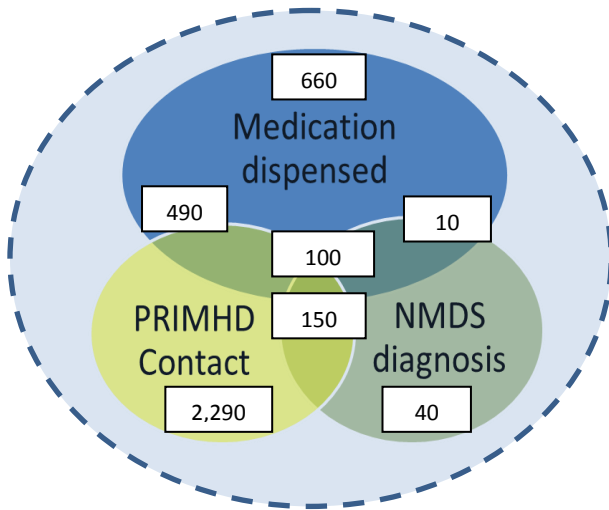 660
Medication
dispensed
490
10
100
150
PRIMHD
Contact
NMDS
diagnosis
2,290
40